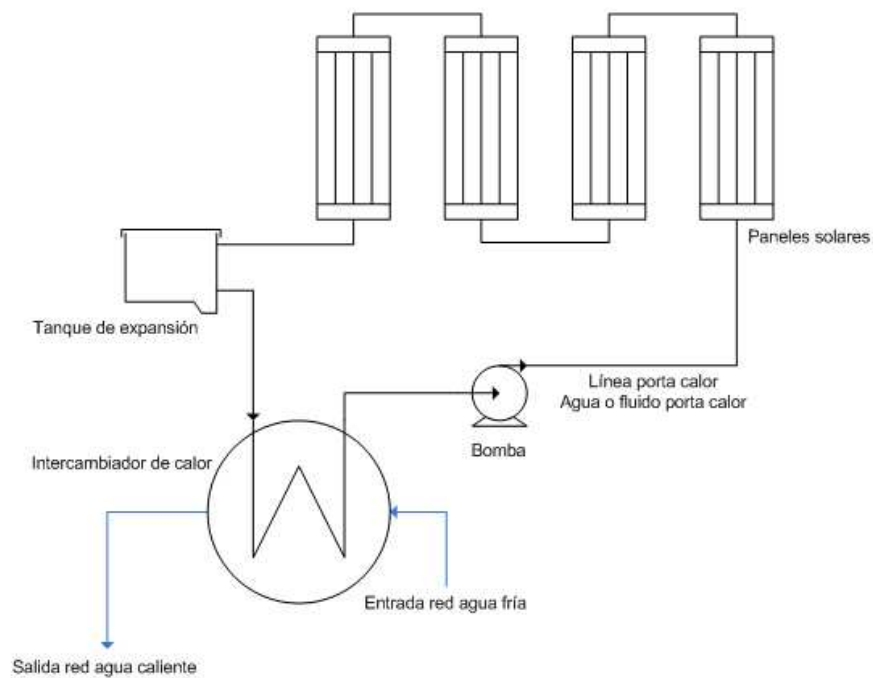 Paneles solares
Tanque de expansión
Línea porta calor
Agua o fluido porta calor
Bomba
Intercambiador de calor
Entrada red agua fría
Salida red agua caliente